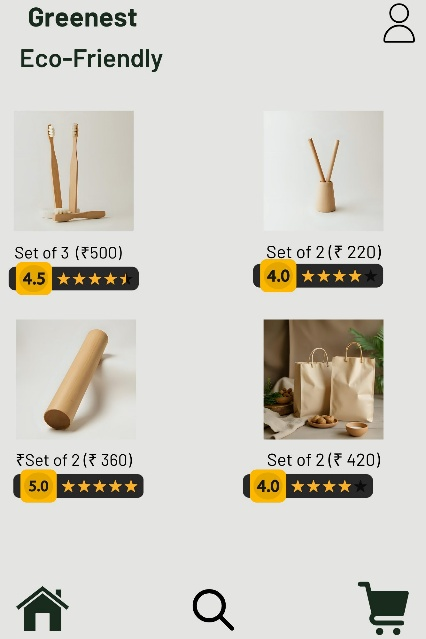 Greenest
Eco-Friendly
Set of 3 (₹500)
Set of 2 (₹ 220)
4.5
4.0
₹Set of 2 (₹ 360)
Set of 2 (₹ 420)
5.0
4.0